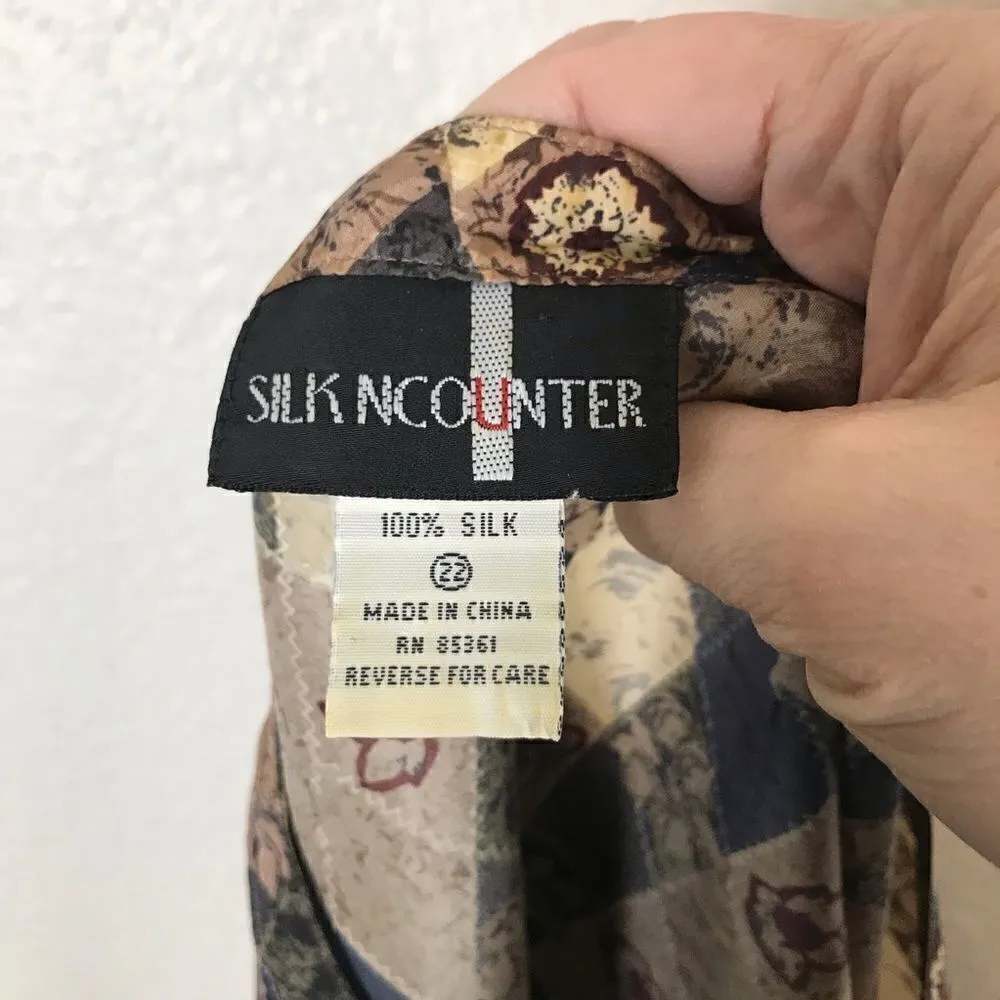 SILK NCOUNTER
100% SILK
22
MADE IN CHINA
RN 85361
REVERSE FOR CARE